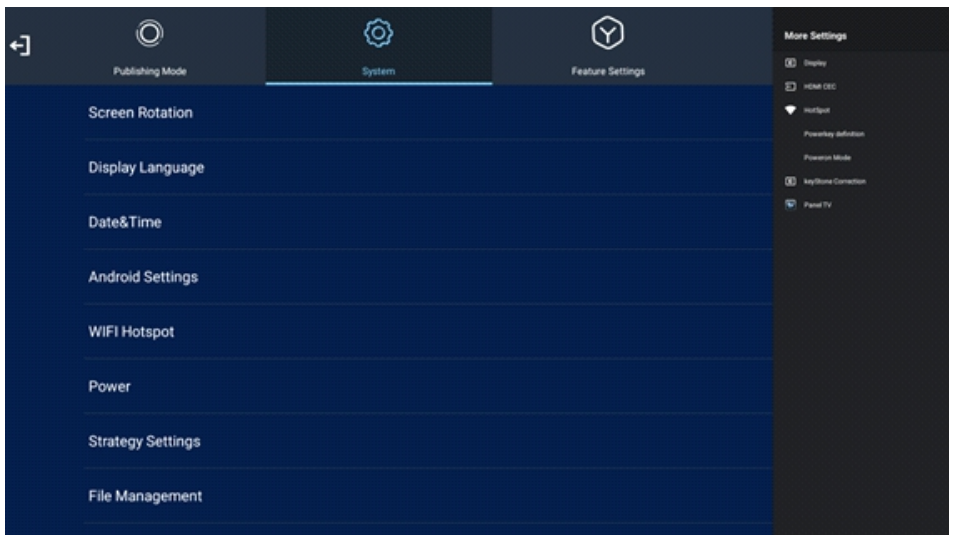 Publishing Mode
System
Feature Settings
Screen Rotation
Display Language
Date&Time
Android Settings
WIFI Hotspot
Power
Strategy Settings
File Management
More Settings
Display
HDMI CEC
HotSpot
Powerkey definition
Poweron Mode
keyStone Correction
Panel TV